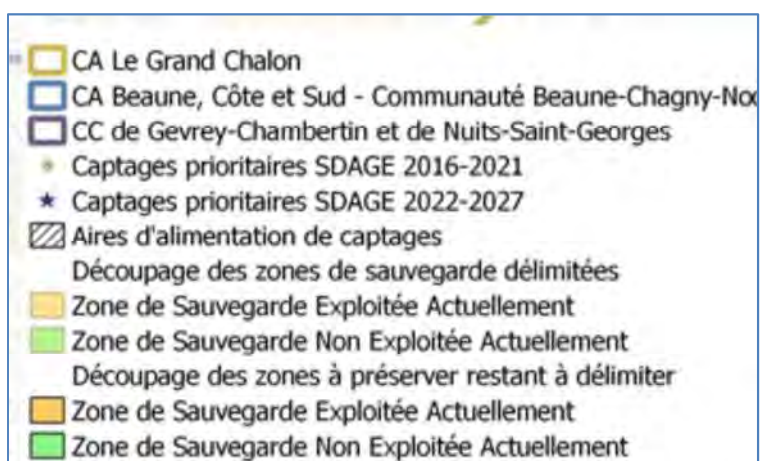 CA Le Grand Chalon
CA Beaune, Côte et Sud - Communauté Beaune-Chagny-
CC de Gevrey-Chambertin et de Nuits-Saint-Georges
Captages prioritaires SDAGE 2016-2021
Captages prioritaires SDAGE 2022-2027
Aires d'alimentation de captages
Découpage des zones de sauvegarde délimitées
Zone de Sauvegarde Exploitée Actuellement
Zone de Sauvegarde Non Exploitée Actuellement
Découpage des zones à préserver restant à délimiter
Zone de Sauvegarde Exploitée Actuellement
Zone de Sauvegarde Non Exploitée Actuellement